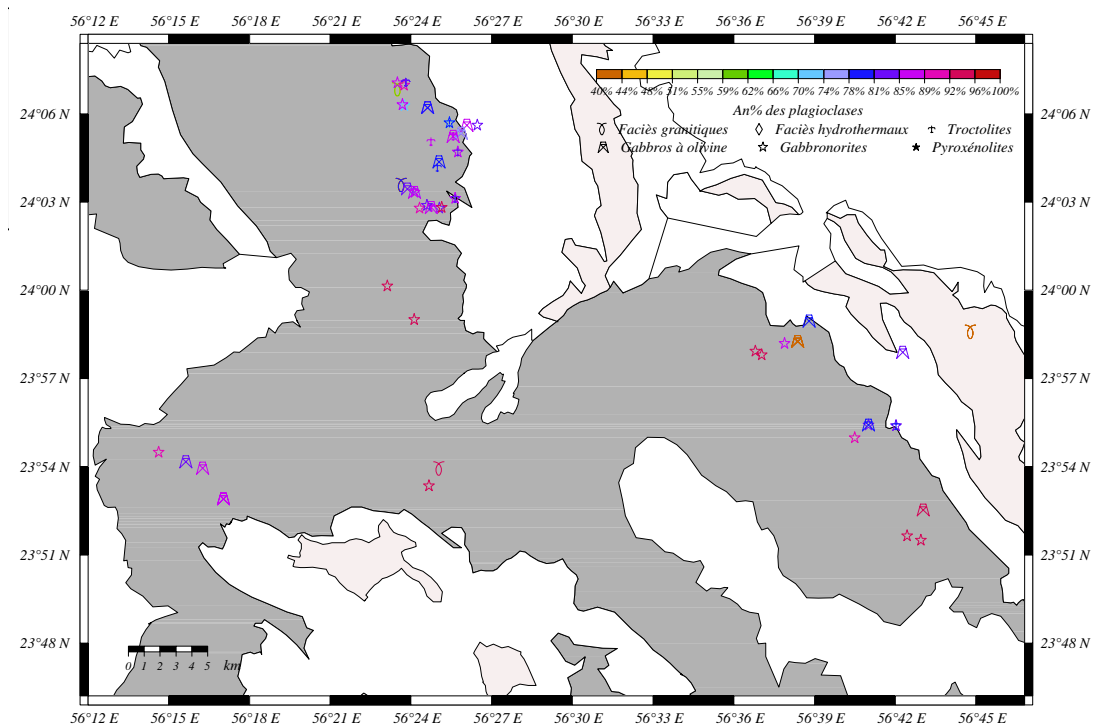 56°12 E 56°15 E 56°18 E 56°21 E 56°24 E 56°27 E 56°30 E 56°33 E 56°36 E 56°39 E 56°42 E 56°45 E
40% 44% 48% 51% 55% 59% 62% 66% 70% 74% 78% 81% 85% 89% 92% 96% 100%
An% des plagioclases
24°06 N 24°06 N
Faciès granitiques Faciès hydrothermaux Troctolites
Gabbros à olivine Gabbronorites Pyroxénolites
24°03 N 24°03 N
24°00 N 24°00 N
23°57 N 23°57 N
23°54 N 23°54 N
23°51 N 23°51 N
23°48 N 23°48 N
0 1 2 3 4 5 km
56°12 E 56°15 E 56°18 E 56°21 E 56°24 E 56°27 E 56°30 E 56°33 E 56°36 E 56°39 E 56°42 E 56°45 E